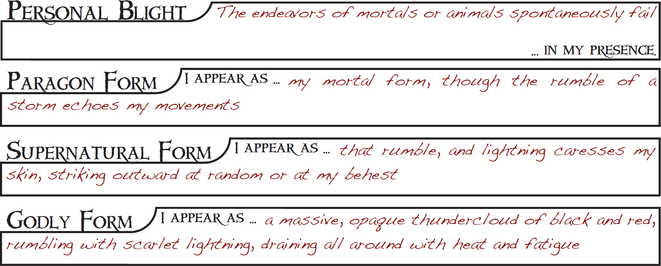 Personal Blight The endeavors of mortals or animals spontaneously fail
... in my presence.
Paragon Form I appear as ... my mortal form, though the rumble of a
storm echoes my movements
Supernatural Form I appear as ... that rumble, and lightning caresses my
skin, striking outward at random or at my behest
Godly Form I appear as ... a massive, opaque thundercloud of black and red,
rumbling with scarlet lightning, draining all around with heat and fatigue